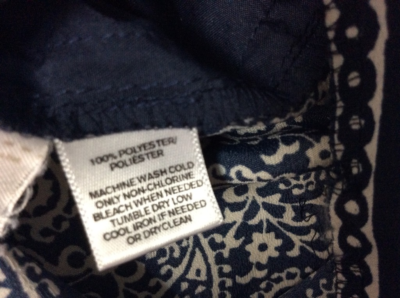 100% POLYESTER/
POLIESTER
MACHINE WASH COLD
ONLY NON-CHLORINE
BLEACH WHEN NEEDED
TUMBLE DRY LOW
COOL IRON IF NEEDED
OR DRYCLEAN